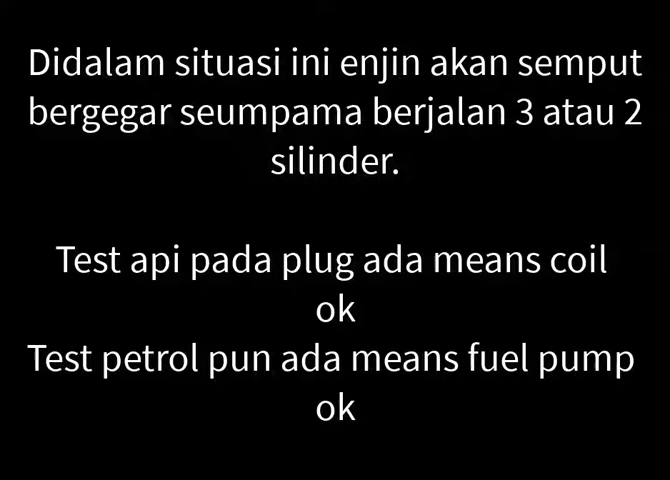 Didalam situasi ini enjin akan semput
bergegar seumpama berjalan 3 atau 2
silinder.
Test api pada plug ada means coil
ok
Test petrol pun ada means fuel pump
ok